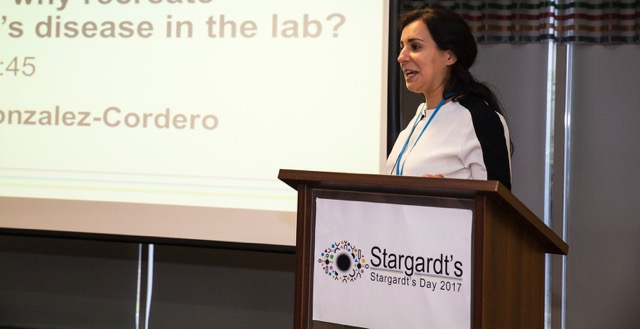 why recreate
's disease in the lab?
:45
onzalez-Cordero
Stargardt's
Stargardt's Day 2017